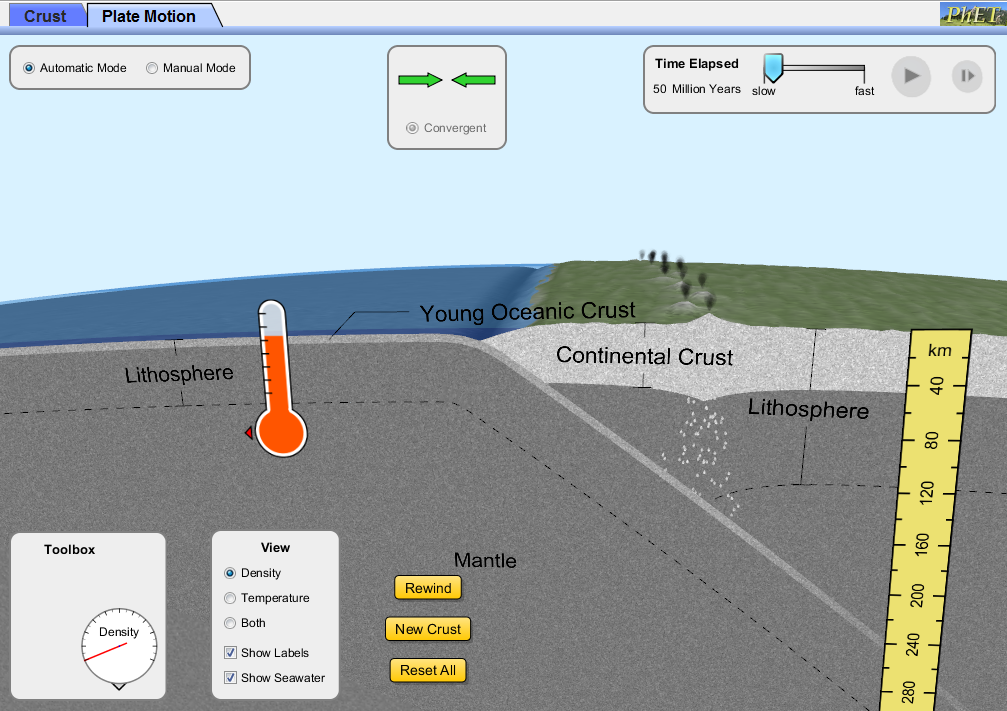 Crust
Plate Motion
PhET
Automatic Mode
Manual Mode
Convergent
Time Elapsed
50 Million Years
slow
fast
Young Oceanic Crust
Continental Crust
Lithosphere
Lithosphere
km
40
80
120
160
200
240
280
Mantle
Toolbox
Density
View
Density
Temperature
Both
Show Labels
Show Seawater
Rewind
New Crust
Reset All